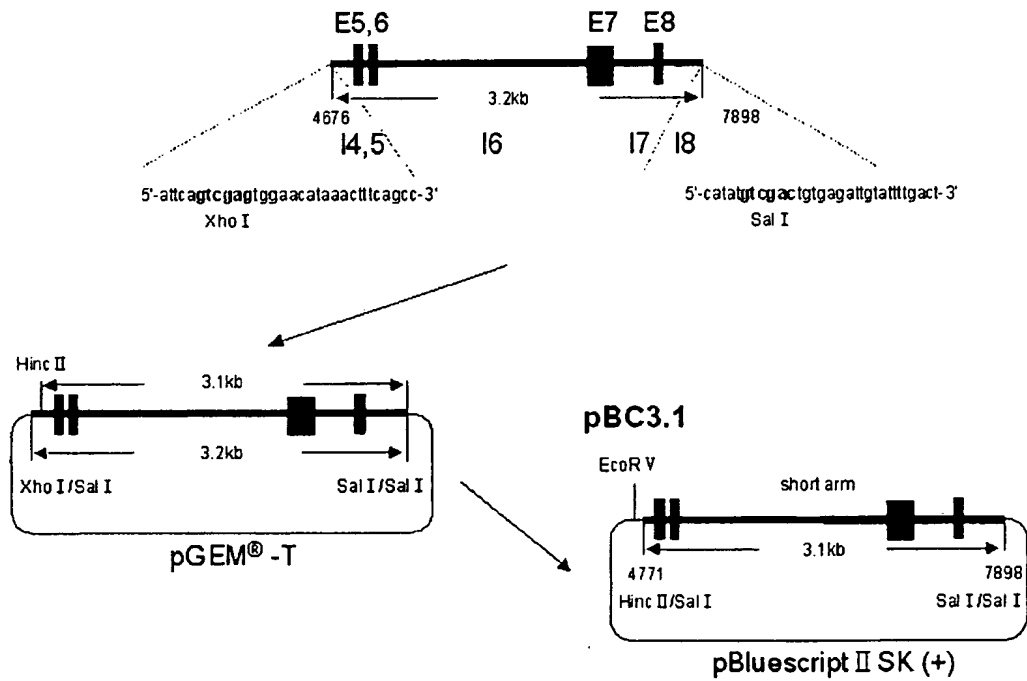 E5,6 E7 E8
3.2kb
4676 7898
I4,5 I6 I7 I8
5'-attcagtcgagtggaacataaactttcagcc-3' 5'-catatgtcgactgtgagattgtattttgact-3'
Xho I Sal I
Hinc II
3.1kb
3.2kb
Xho I/Sal I Sal I/Sal I
pGEM® -T
pBC3.1
EcoR V
short arm
3.1kb
4771 7898
Hinc II/Sal I Sal I/Sal I
pBluescript II SK (+)